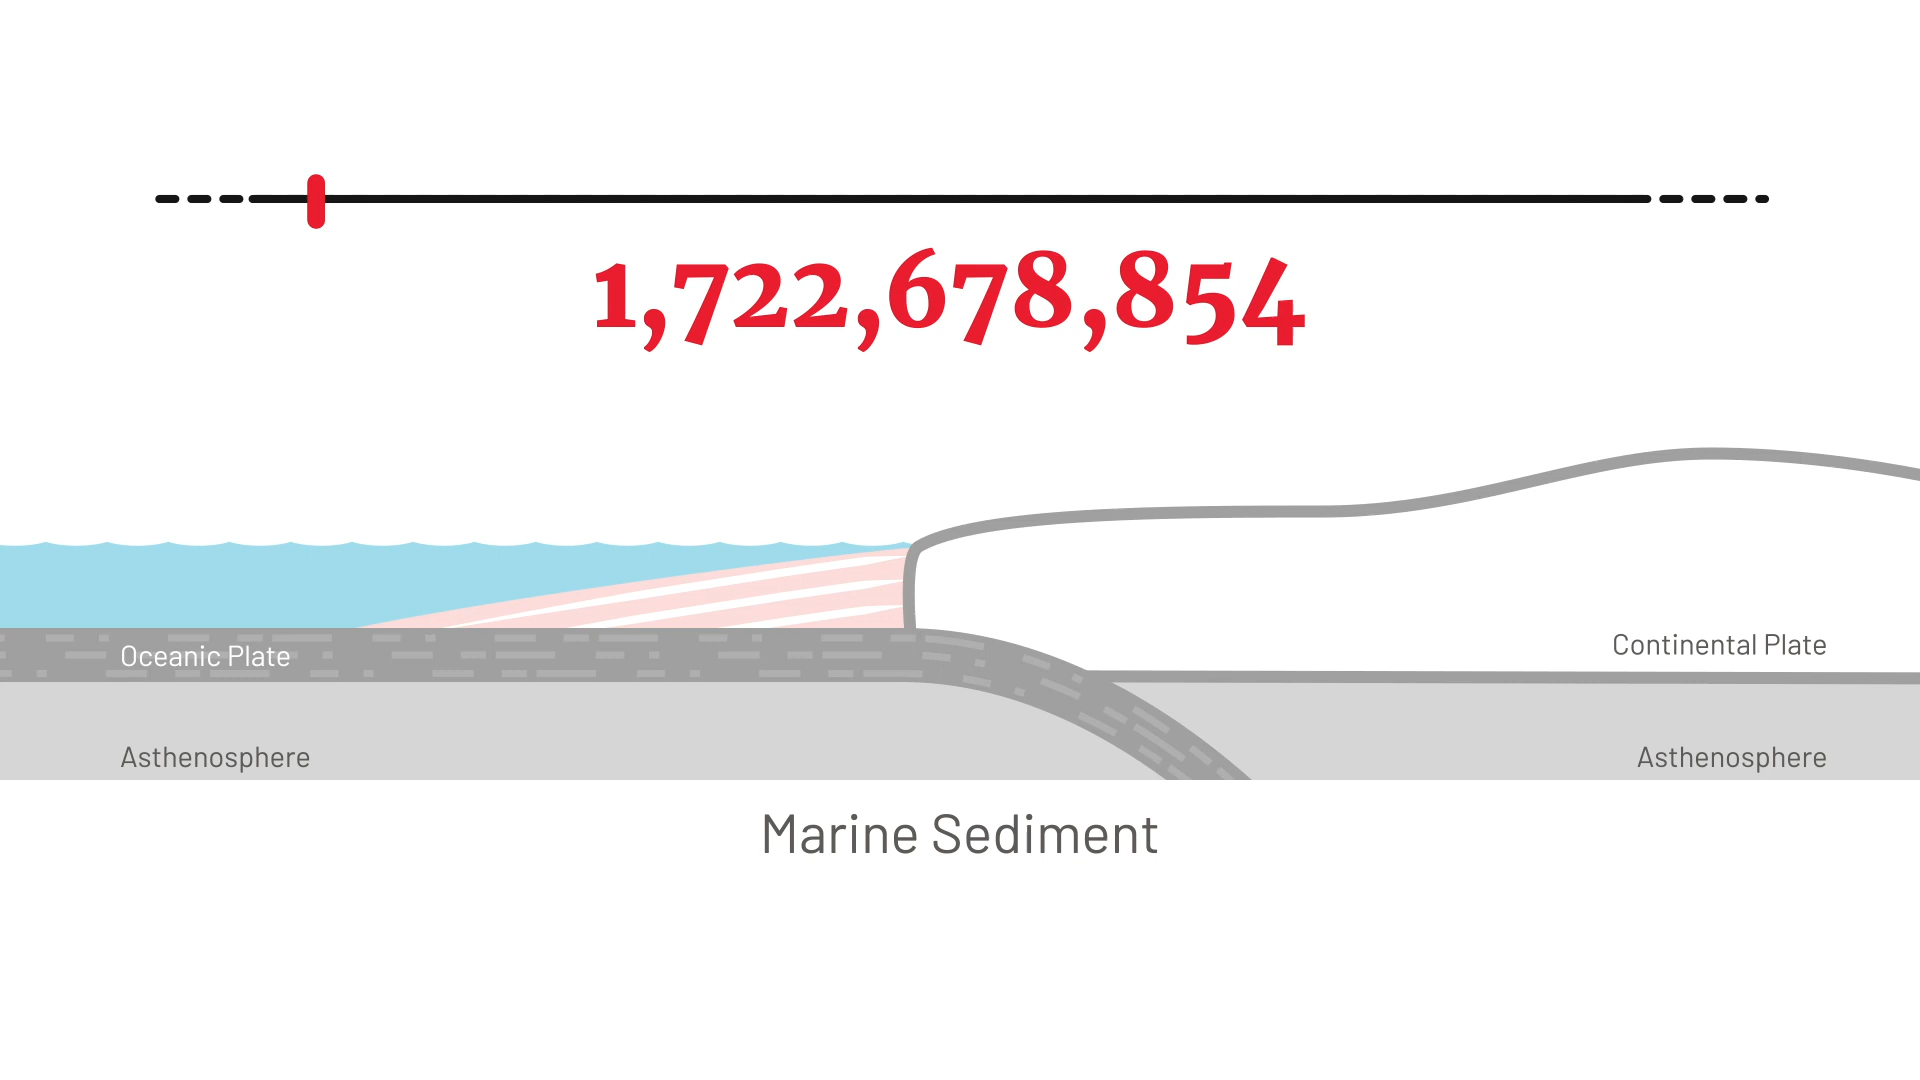 1,722,678,854
Continental Plate
Oceanic Plate
Asthenosphere
Asthenosphere
Marine Sediment